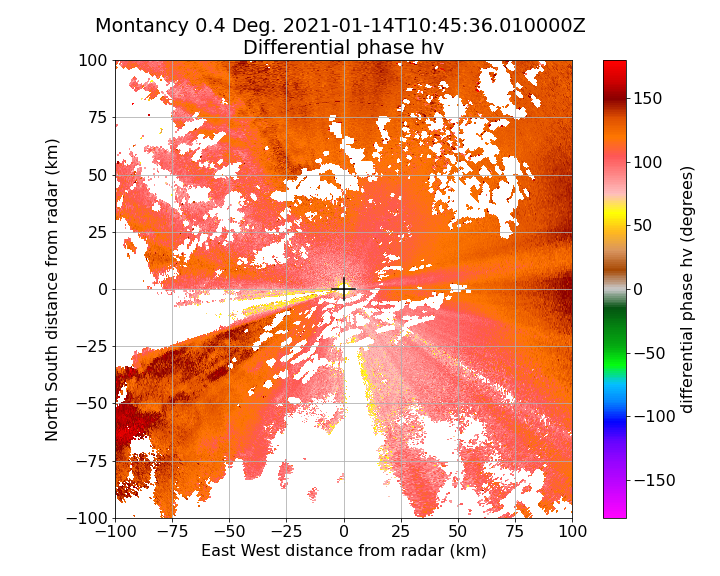 Montancy 0.4 Deg. 2021-01-14T10:45:36.010000Z
Differential phase hv
100
75
50
25
0
−25
−50
−75
−100
−100 −75 −50 −25 0 25 50 75 100
North South distance from radar (km)
East West distance from radar (km)
150
100
50
0
−50
−100
−150
differential phase hv (degrees)